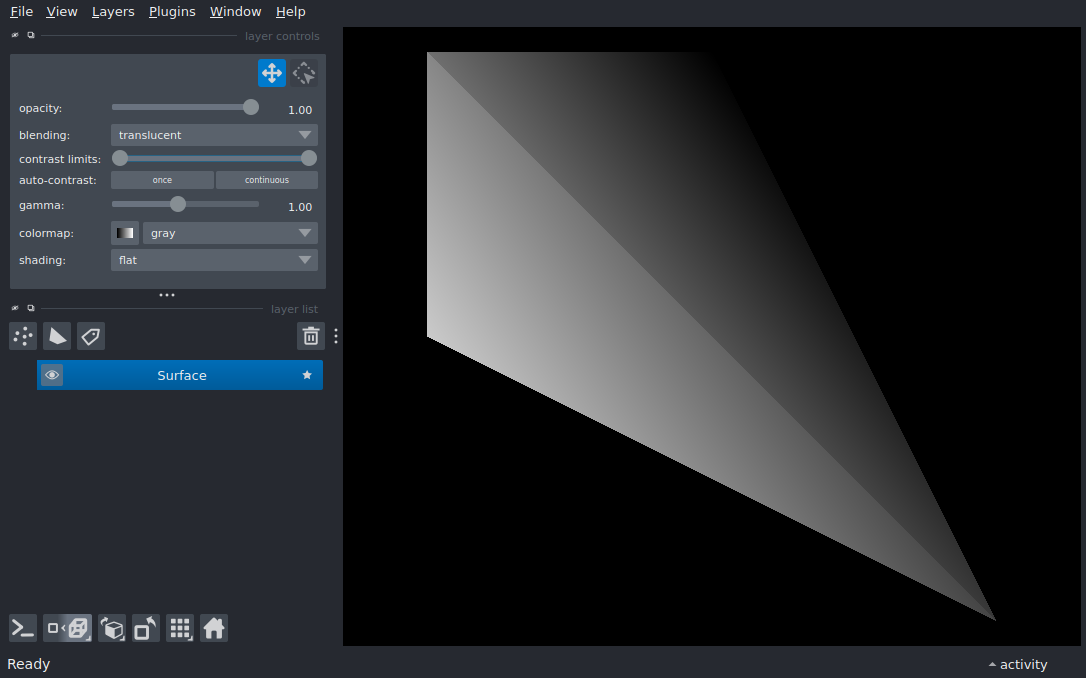 File View Layers Plugins Window Help
layer controls
opacity: 1.00
blending: translucent
contrast limits:
auto-contrast: once continuous
gamma: 1.00
colormap: gray
shading: flat
layer list
Surface
Ready activity